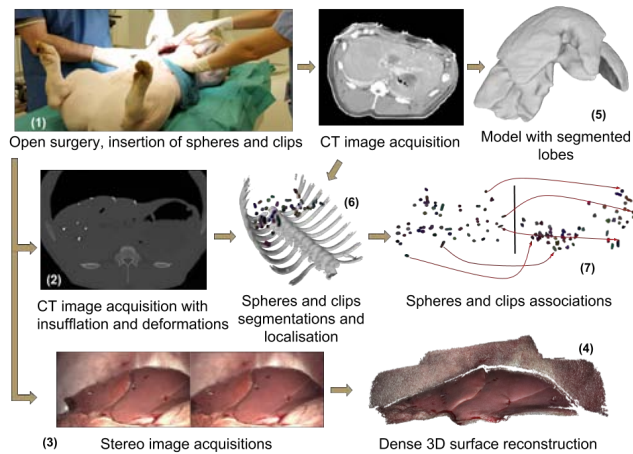 (1)
Open surgery, insertion of spheres and clips
CT image acquisition
(5)
Model with segmented
lobes
(2)
CT image acquisition with
insufflation and deformations
(6)
Spheres and clips
segmentations and
localisation
(7)
Spheres and clips associations
(3)
Stereo image acquisitions
(4)
Dense 3D surface reconstruction